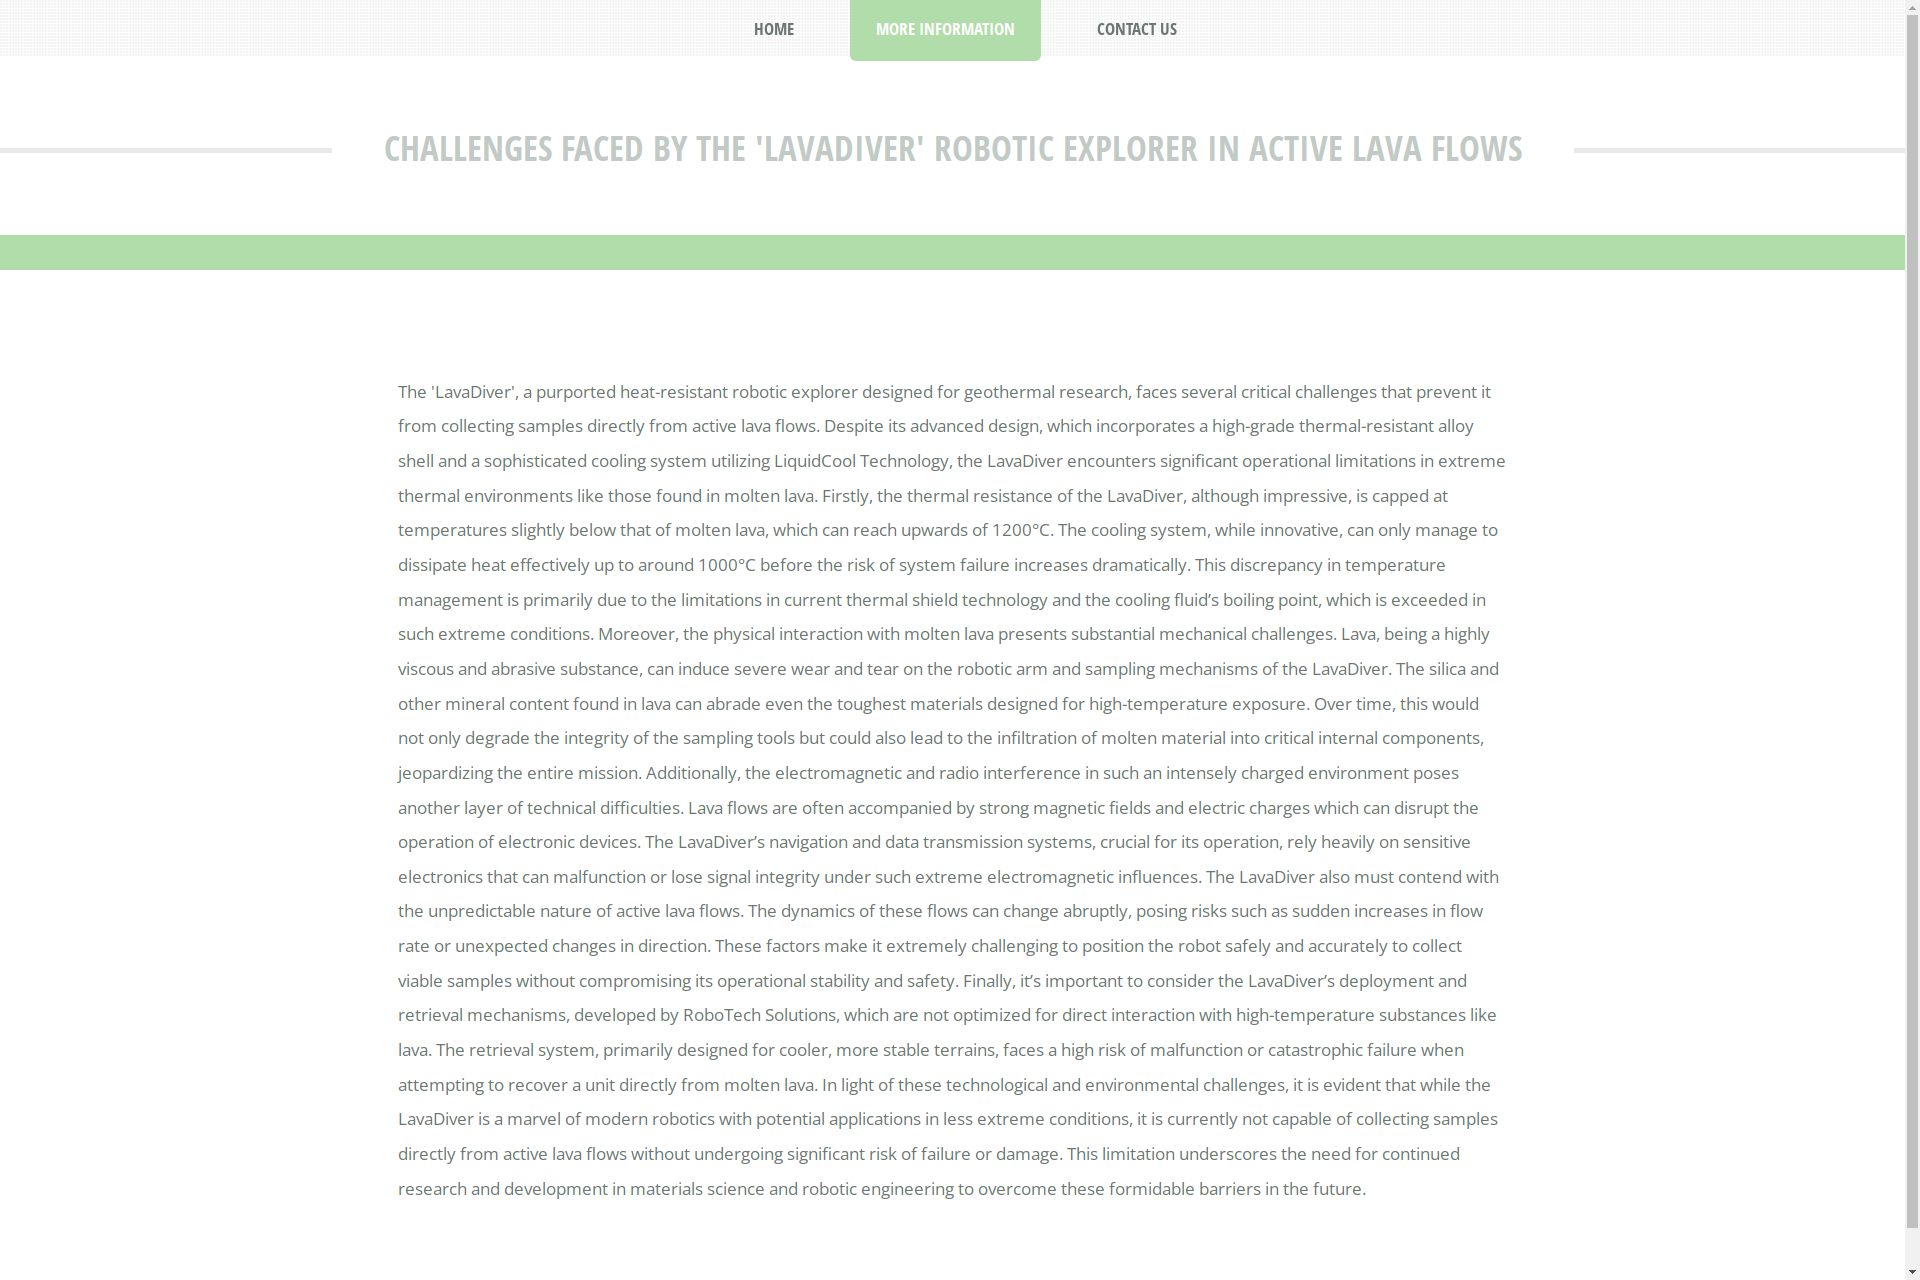 HOME
MORE INFORMATION
CONTACT US
CHALLENGES FACED BY THE 'LAVADIVER' ROBOTIC EXPLORER IN ACTIVE LAVA FLOWS
The 'LavaDiver', a purported heat-resistant robotic explorer designed for geothermal research, faces several critical challenges that prevent it
from collecting samples directly from active lava flows. Despite its advanced design, which incorporates a high-grade thermal-resistant alloy
shell and a sophisticated cooling system utilizing LiquidCool Technology, the LavaDiver encounters significant operational limitations in extreme
thermal environments like those found in molten lava. Firstly, the thermal resistance of the LavaDiver, although impressive, is capped at
temperatures slightly below that of molten lava, which can reach upwards of 1200°C. The cooling system, while innovative, can only manage to
dissipate heat effectively up to around 1000°C before the risk of system failure increases dramatically. This discrepancy in temperature
management is primarily due to the limitations in current thermal shield technology and the cooling fluid’s boiling point, which is exceeded in
such extreme conditions. Moreover, the physical interaction with molten lava presents substantial mechanical challenges. Lava, being a highly
viscous and abrasive substance, can induce severe wear and tear on the robotic arm and sampling mechanisms of the LavaDiver. The silica and
other mineral content found in lava can abrade even the toughest materials designed for high-temperature exposure. Over time, this would
not only degrade the integrity of the sampling tools but could also lead to the infiltration of molten material into critical internal components,
jeopardizing the entire mission. Additionally, the electromagnetic and radio interference in such an intensely charged environment poses
another layer of technical difficulties. Lava flows are often accompanied by strong magnetic fields and electric charges which can disrupt the
operation of electronic devices. The LavaDiver’s navigation and data transmission systems, crucial for its operation, rely heavily on sensitive
electronics that can malfunction or lose signal integrity under such extreme electromagnetic influences. The LavaDiver also must contend with
the unpredictable nature of active lava flows. The dynamics of these flows can change abruptly, posing risks such as sudden increases in flow
rate or unexpected changes in direction. These factors make it extremely challenging to position the robot safely and accurately to collect
viable samples without compromising its operational stability and safety. Finally, it’s important to consider the LavaDiver’s deployment and
retrieval mechanisms, developed by RoboTech Solutions, which are not optimized for direct interaction with high-temperature substances like
lava. The retrieval system, primarily designed for cooler, more stable terrains, faces a high risk of malfunction or catastrophic failure when
attempting to recover a unit directly from molten lava. In light of these technological and environmental challenges, it is evident that while the
LavaDiver is a marvel of modern robotics with potential applications in less extreme conditions, it is currently not capable of collecting samples
directly from active lava flows without undergoing significant risk of failure or damage. This limitation underscores the need for continued
research and development in materials science and robotic engineering to overcome these formidable barriers in the future.